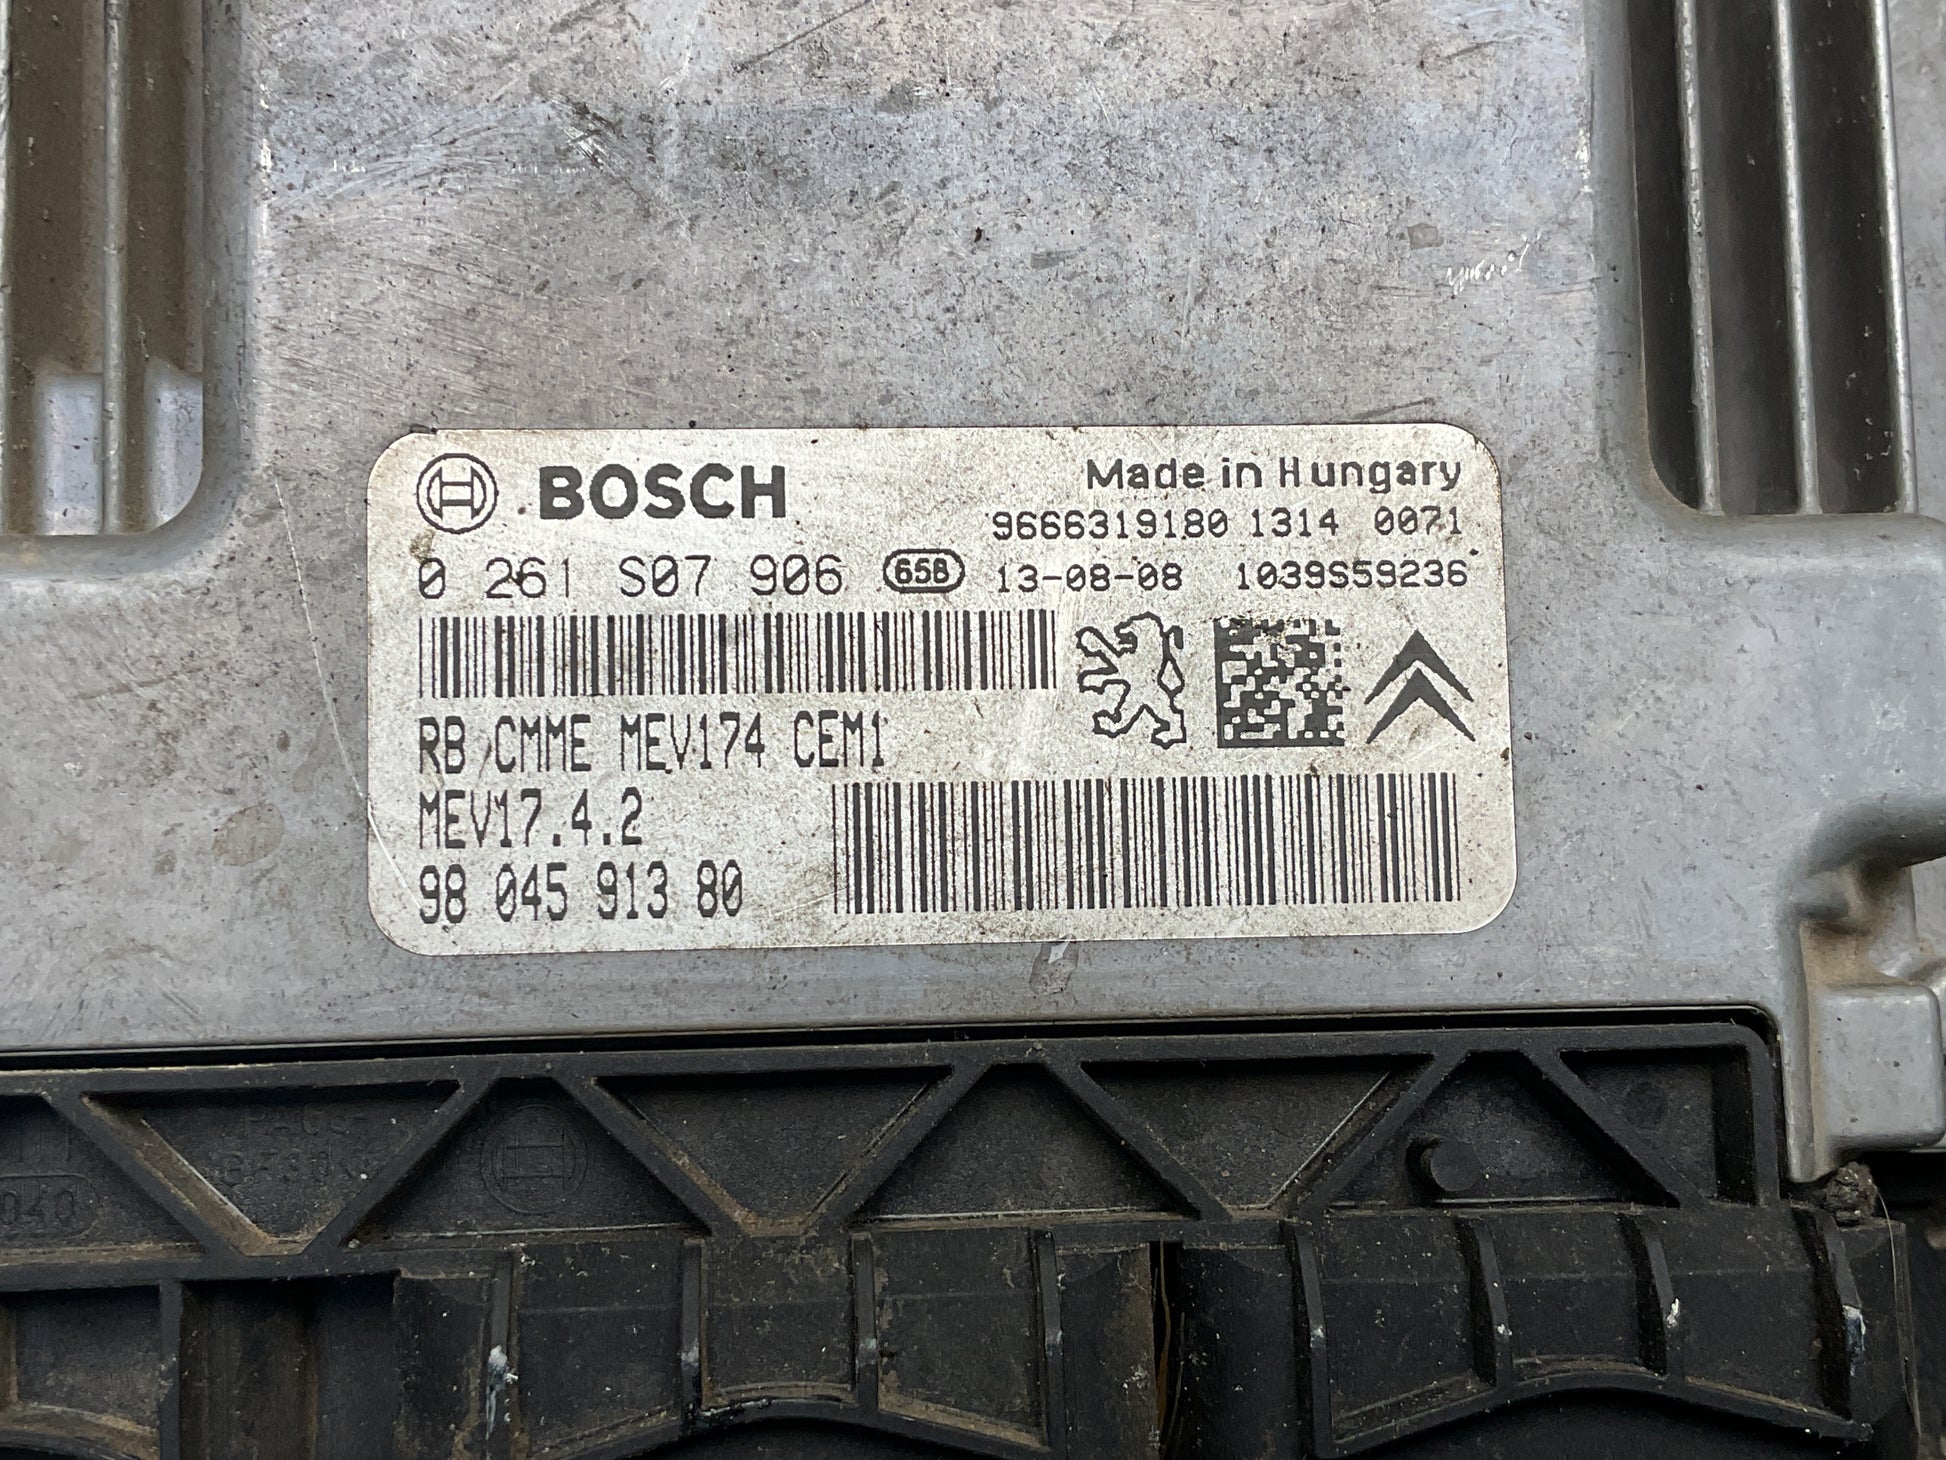 BOSCH
Made in Hungary
9666319180 1314 0071
0 261 S07 906 65B 13-08-08 1039S59236
RB CMME MEV174 CEM1
MEV17.4.2
98 045 913 80